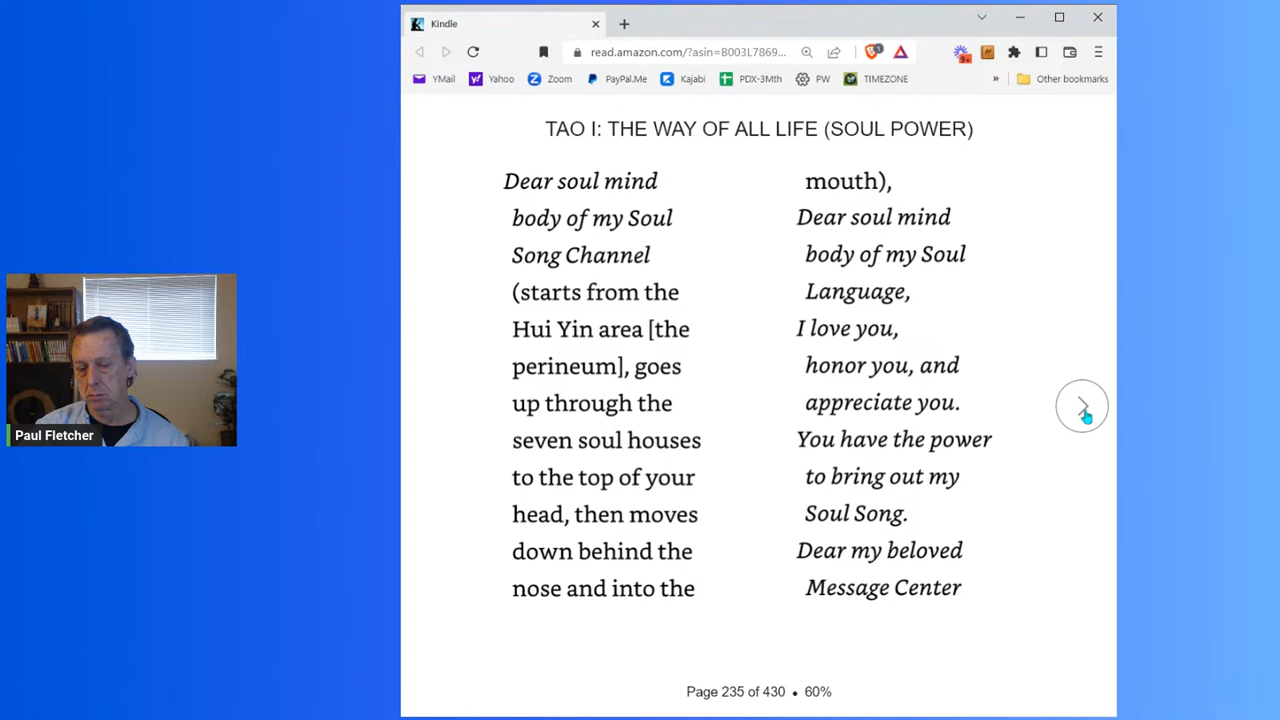 Kindle
read.amazon.com/?asin=B003L7869...
1
9+
YMail
Yahoo
Zoom
PayPal.Me
Kajabi
PDX-3Mth
PW
TIMEZONE
»
Other bookmarks
TAO I: THE WAY OF ALL LIFE (SOUL POWER)
Dear soul mind
body of my Soul
Song Channel
(starts from the
Hui Yin area [the
perineum], goes
up through the
seven soul houses
to the top of your
head, then moves
down behind the
nose and into the
mouth),
Dear soul mind
body of my Soul
Language,
I love you,
honor you, and
appreciate you.
You have the power
to bring out my
Soul Song.
Dear my beloved
Message Center
Page 235 of 430 • 60%
Paul Fletcher